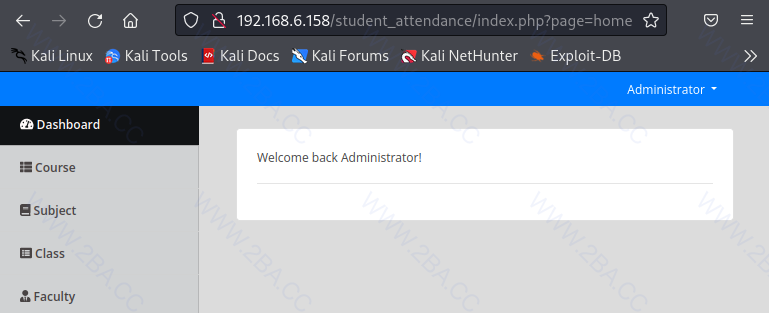 192.168.6.158/student_attendance/index.php?page=home
Kali Linux Kali Tools Kali Docs Kali Forums Kali NetHunter Exploit-DB
Administrator
Dashboard
Welcome back Administrator!
Course
Subject
Class
Faculty
WWW.2BA.CC